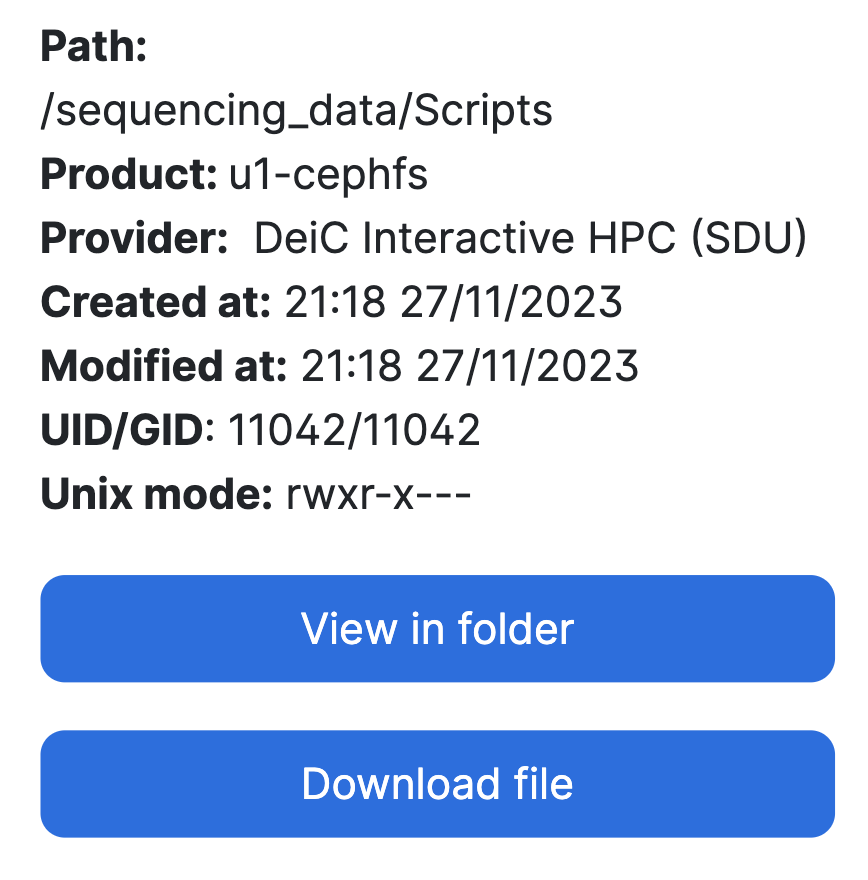 Path:
/sequencing_data/Scripts
Product: u1-cephfs
Provider: DeiC Interactive HPC (SDU)
Created at: 21:18 27/11/2023
Modified at: 21:18 27/11/2023
UID/GID: 11042/11042
Unix mode: rwxr-x---
View in folder
Download file